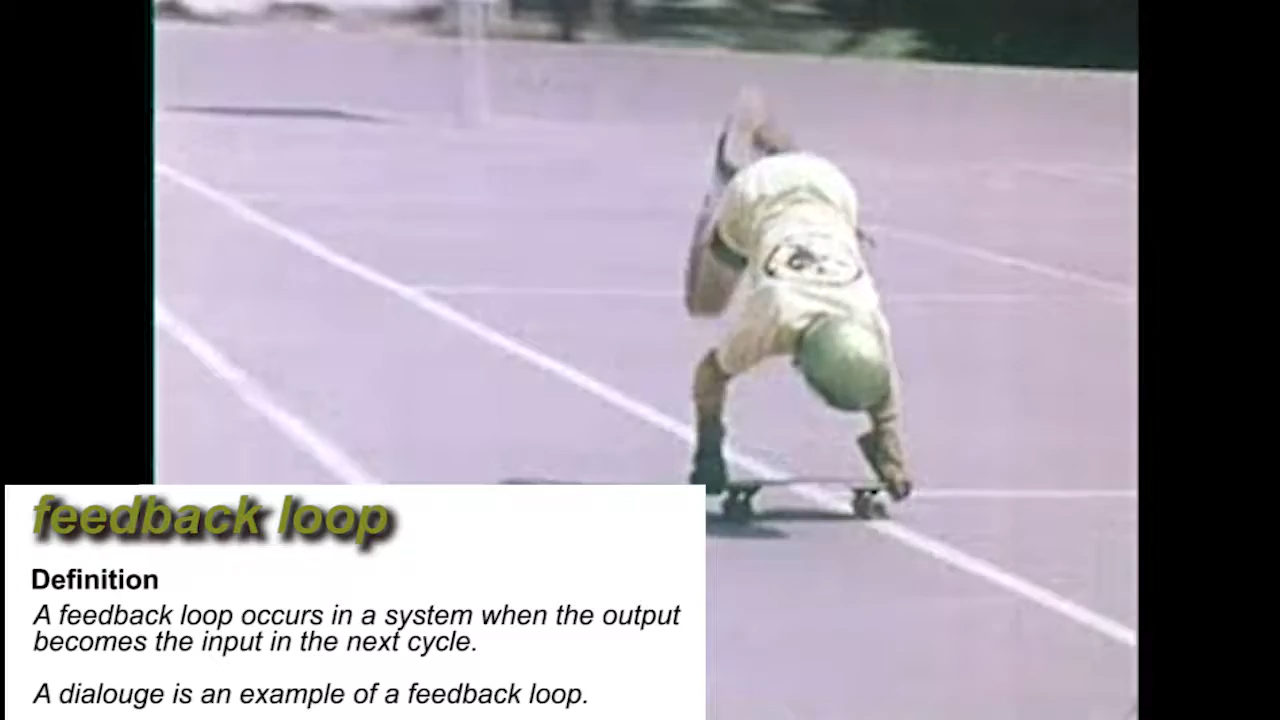 feedback loop
Definition
A feedback loop occurs in a system when the output
becomes the input in the next cycle.
A dialouge is an example of a feedback loop.